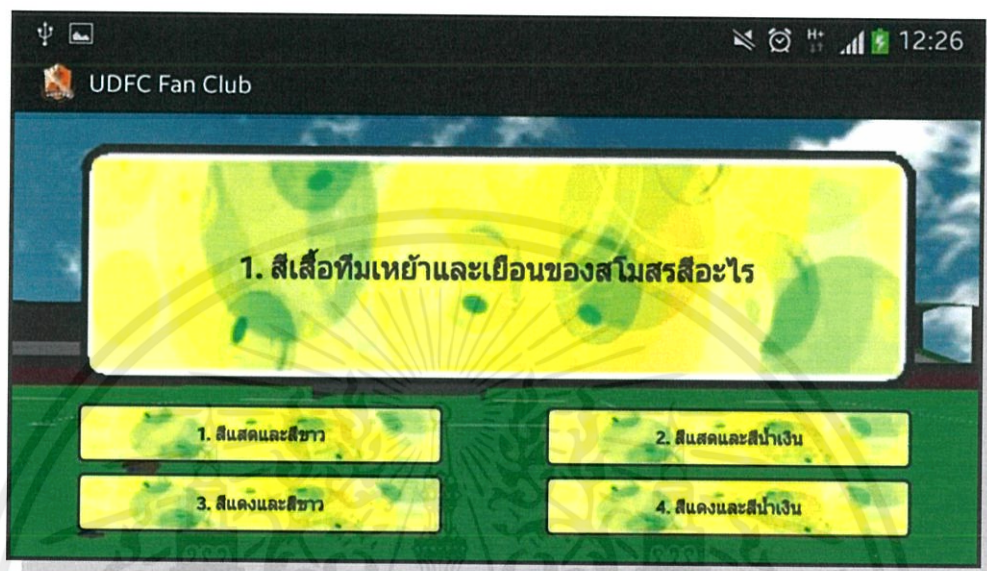 H+
12:26
UDFC Fan Club
1. สีเสื้อทีมเหย้าและเยือนของสโมสรสีอะไร
1. สีแสดและสีขาว
2. สีแสดและสีน้ำเงิน
3. สีแดงและสีขาว
4. สีแดงและสีน้ำเงิน